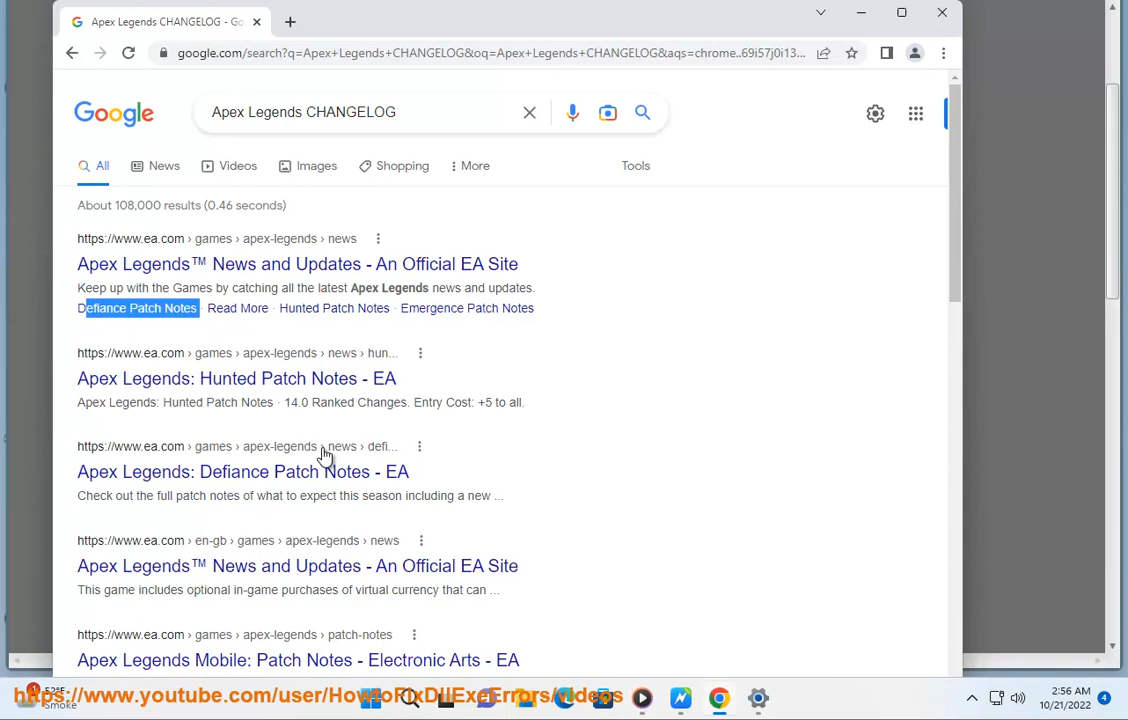 Apex Legends CHANGELOG - Go
google.com/search?q=Apex+Legends+CHANGELOG&oq=Apex+Legends+CHANGELOG&aqs=chrome..69i57j0i13...
Google
Apex Legends CHANGELOG
All News Videos Images Shopping More Tools
About 108,000 results (0.46 seconds)
https://www.ea.com › games › apex-legends › news
Apex Legends™ News and Updates - An Official EA Site
Keep up with the Games by catching all the latest Apex Legends news and updates.
Defiance Patch Notes · Read More · Hunted Patch Notes · Emergence Patch Notes
https://www.ea.com › games › apex-legends › news › hun...
Apex Legends: Hunted Patch Notes - EA
Apex Legends: Hunted Patch Notes · 14.0 Ranked Changes. Entry Cost: +5 to all.
https://www.ea.com › games › apex-legends › news › defi...
Apex Legends: Defiance Patch Notes - EA
Check out the full patch notes of what to expect this season including a new ...
https://www.ea.com › en-gb › games › apex-legends › news
Apex Legends™ News and Updates - An Official EA Site
This game includes optional in-game purchases of virtual currency that can ...
https://www.ea.com › games › apex-legends › patch-notes
Apex Legends Mobile: Patch Notes - Electronic Arts - EA
https://www.youtube.com/user/HowtoFixDllExeErrors/videos
1
52°F
Smoke
2:56 AM
10/21/2022
4